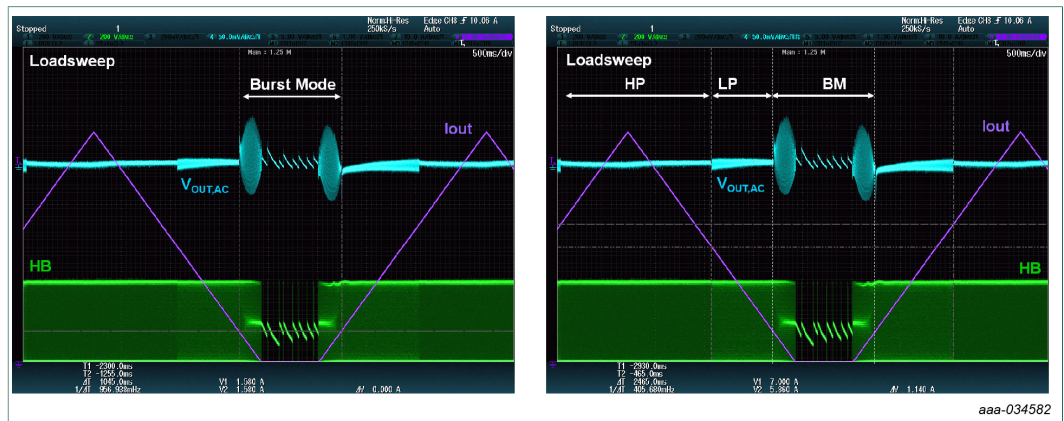 Stopped
1
Norm:Hi-Res
Edge CH8 10.06 A
250kS/s
Auto
Main : 1.25 M
500ms/div
Loadsweep
Burst Mode
Iout
VOUT,AC
HB
T1 -2300.0ms
T2 -1255.0ms
ΔT 1045.0ms
1/ΔT 956.938mHz
V1 1.580 A
V2 1.580 A
ΔV 0.000 A
Stopped
1
Norm:Hi-Res
Edge CH8 10.06 A
250kS/s
Auto
Main : 1.25 M
500ms/div
Loadsweep
HP
LP
BM
Iout
VOUT,AC
HB
T1 -2930.0ms
T2 -465.0ms
ΔT 2465.0ms
1/ΔT 405.680mHz
V1 7.000 A
V2 5.860 A
ΔV 1.140 A
aaa-034582